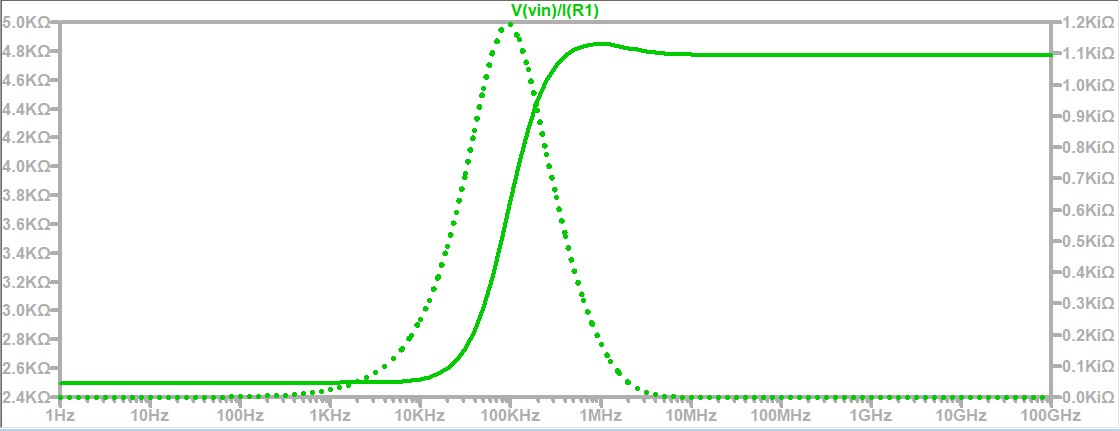 V(vin)/I(R1)
5.0KΩ 1.2KiΩ
4.8KΩ 1.1KiΩ
4.6KΩ 1.0KiΩ
4.4KΩ 0.9KiΩ
4.2KΩ 0.8KiΩ
4.0KΩ 0.7KiΩ
3.8KΩ 0.6KiΩ
3.6KΩ 0.5KiΩ
3.4KΩ 0.4KiΩ
3.2KΩ 0.3KiΩ
3.0KΩ 0.2KiΩ
2.8KΩ 0.1KiΩ
2.6KΩ 0.0KiΩ
2.4KΩ
1Hz 10Hz 100Hz 1KHz 10KHz 100KHz 1MHz 10MHz 100MHz 1GHz 10GHz 100GHz